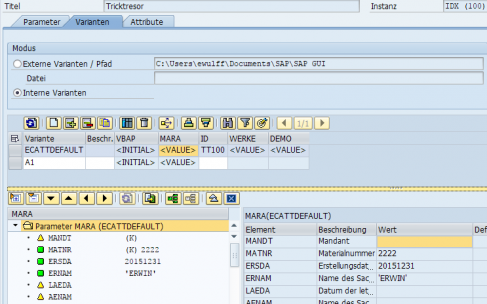 Titel Tricktresor Instanz IDX (100)
Parameter Varianten Attribute
Modus
Externe Varianten / Pfad C:\Users\ewulff\Documents\SAP\SAP GUI
Datei
Interne Varianten
1/1
Variante Beschr. VBAP MARA ID WERKE DEMO
ECATTDEFAULT <INITIAL> <VALUE> TT100 <VALUE> <VALUE>
A1 <INITIAL> <VALUE>
MARA
Parameter MARA (ECATTDEFAULT)
MANDT (K)
MATNR (K) 2222
ERSDA 20151231
ERNAM 'ERWIN'
LAEDA
AENAM
MARA(ECATTDEFAULT)
Element Beschreibung Wert Def
MANDT Mandant
MATNR Materialnummer 2222
ERSDA Erstellungsdat... 20151231
ERNAM Name des Sac... 'ERWIN'
LAEDA Datum der let...
AENAM Name des Sac...